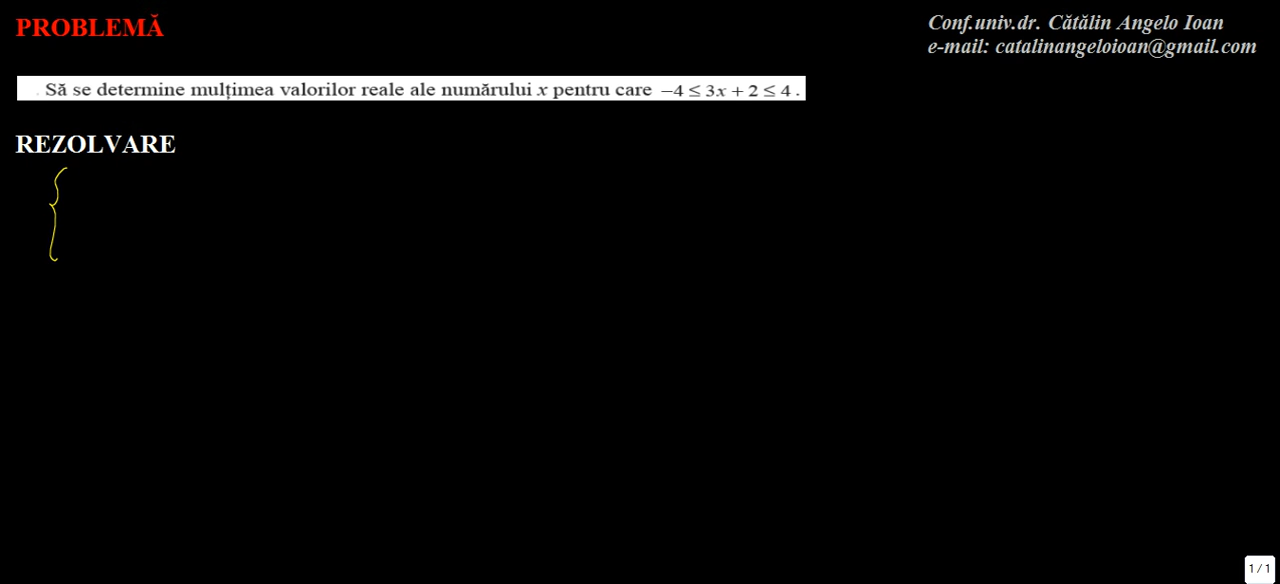 PROBLEMĂ
Conf.univ.dr. Cătălin Angelo Ioan
e-mail: catalinangeloioan@gmail.com
Să se determine mulțimea valorilor reale ale numărului x pentru care −4 ≤ 3x + 2 ≤ 4 .
REZOLVARE
{
1 / 1